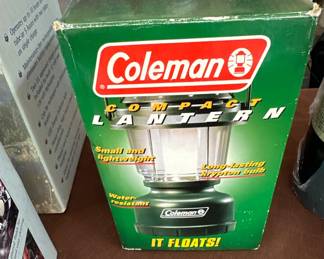 Coleman
COMPACT
LANTERN
Small and
lightweight
Long-lasting
krypton bulb
Water-
resistant
Coleman
IT FLOATS!